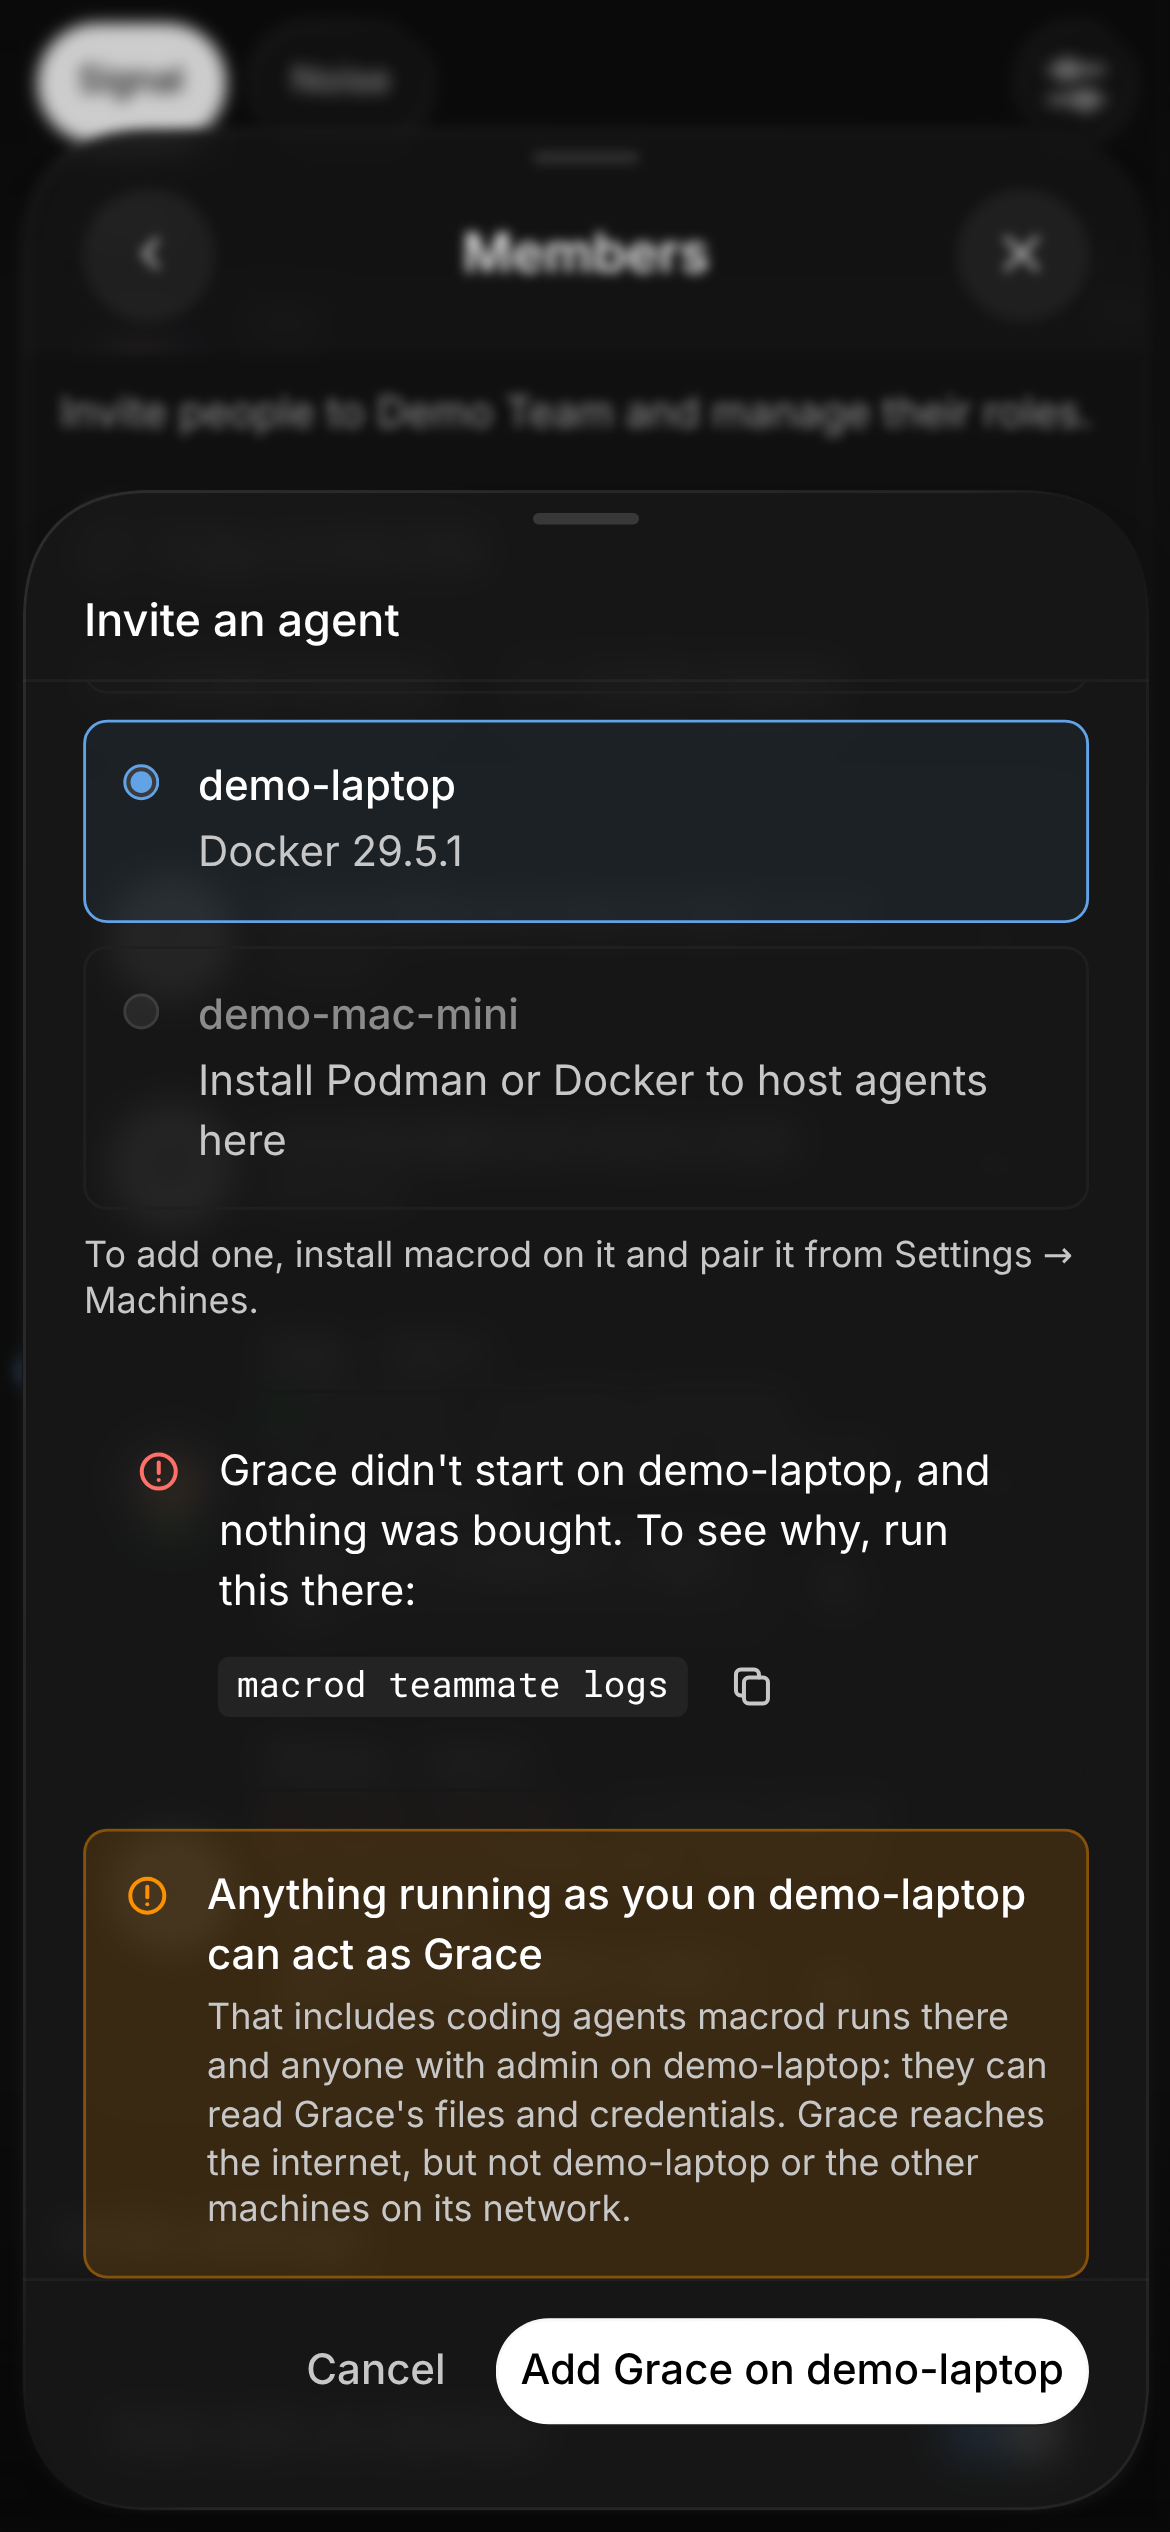 Signal
Noise
Members
Invite people to Demo Team and manage their roles.
Invite an agent
demo-laptop
Docker 29.5.1
demo-mac-mini
Install Podman or Docker to host agents
here
To add one, install macrod on it and pair it from Settings →
Machines.
Grace didn't start on demo-laptop, and
nothing was bought. To see why, run
this there:
macrod teammate logs
Anything running as you on demo-laptop
can act as Grace
That includes coding agents macrod runs there
and anyone with admin on demo-laptop: they can
read Grace's files and credentials. Grace reaches
the internet, but not demo-laptop or the other
machines on its network.
Cancel
Add Grace on demo-laptop